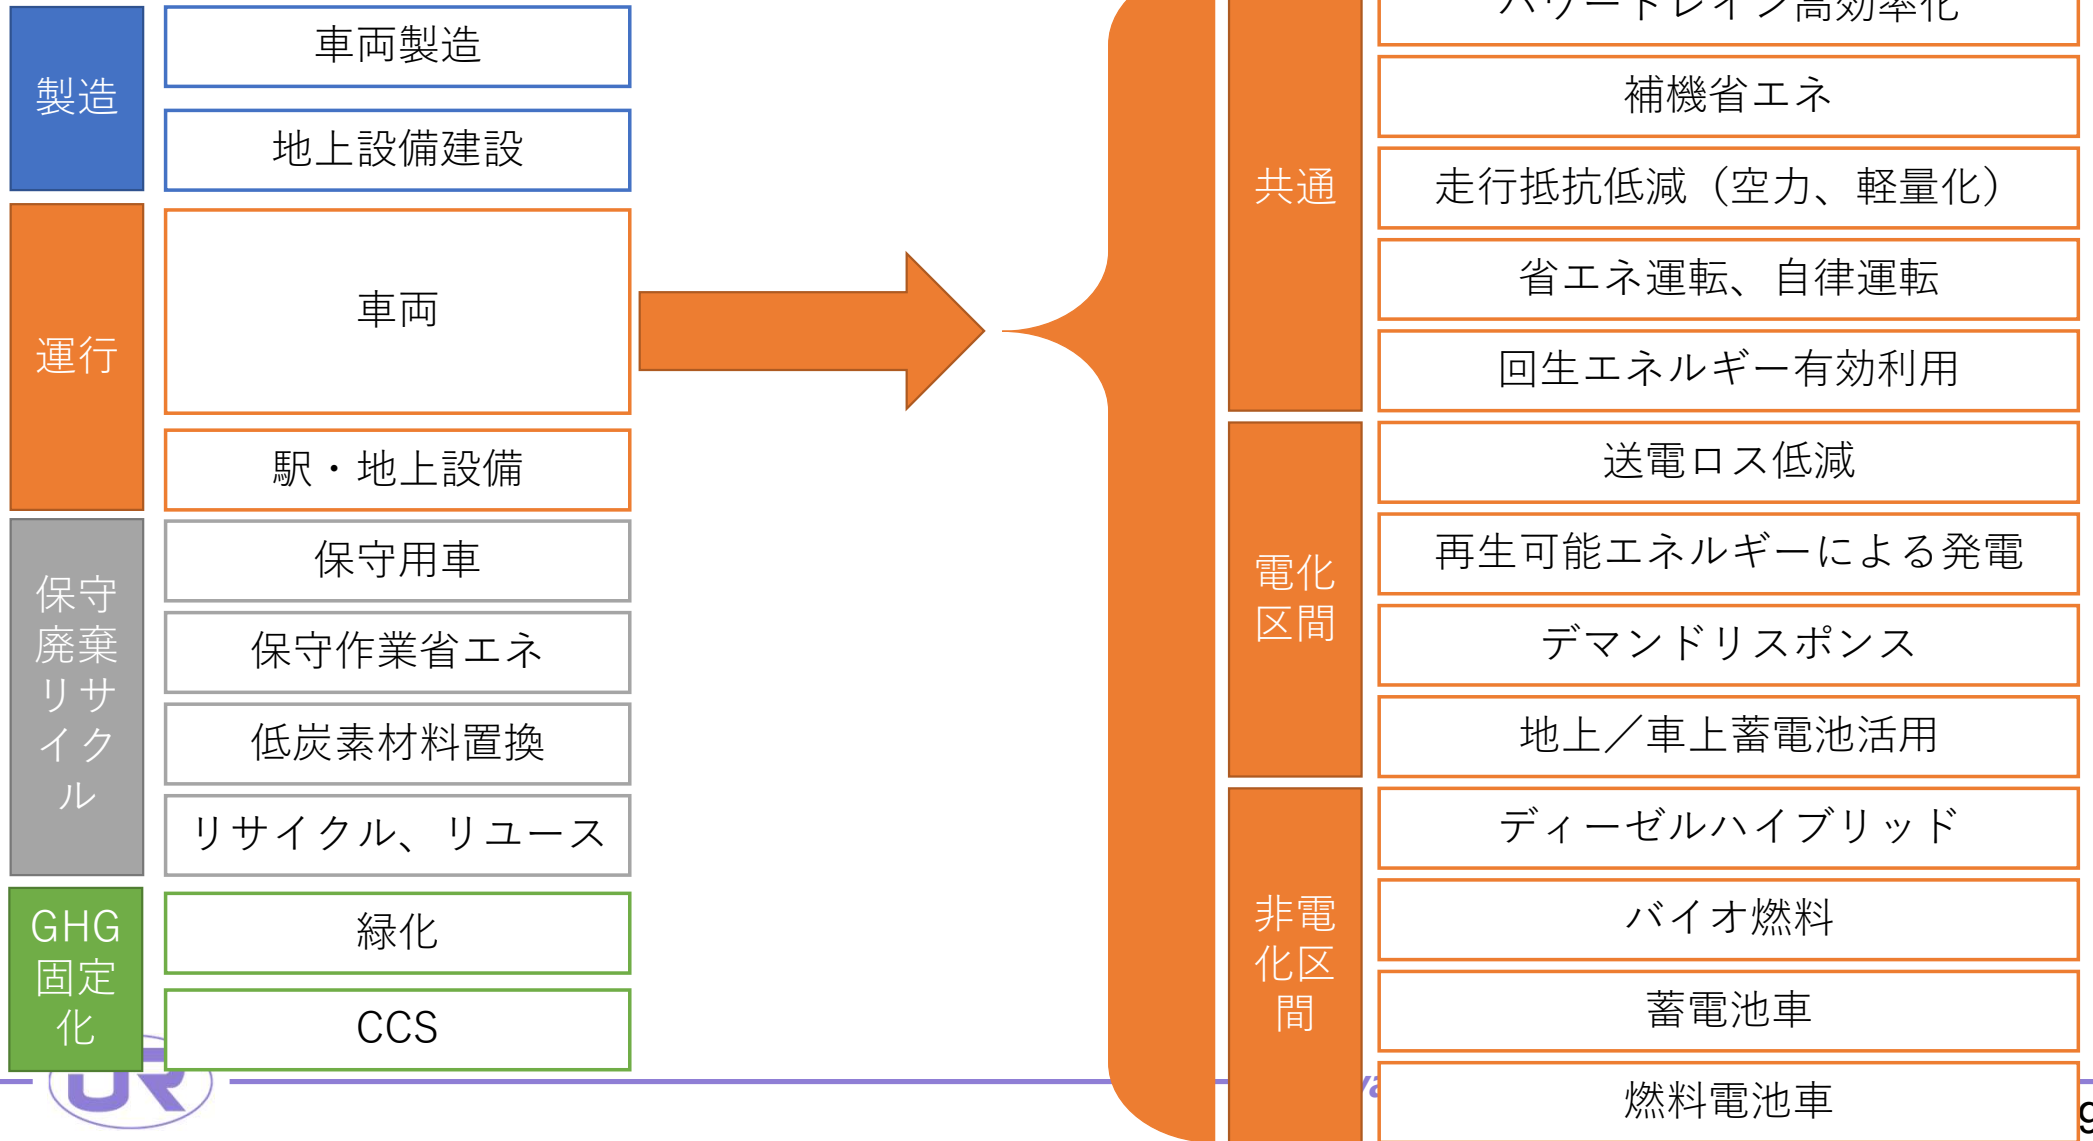 製造
車両製造
地上設備建設
運行
車両
駅・地上設備
保守
廃棄
リサ
イク
ル
保守用車
保守作業省エネ
低炭素材料置換
リサイクル、リユース
GHG
固定
化
緑化
CCS
共通
パワートレイン高効率化
補機省エネ
走行抵抗低減（空力、軽量化）
省エネ運転、自律運転
回生エネルギー有効利用
電化
区間
送電ロス低減
再生可能エネルギーによる発電
デマンドリスポンス
地上／車上蓄電池活用
非電
化区
間
ディーゼルハイブリッド
バイオ燃料
蓄電池車
燃料電池車